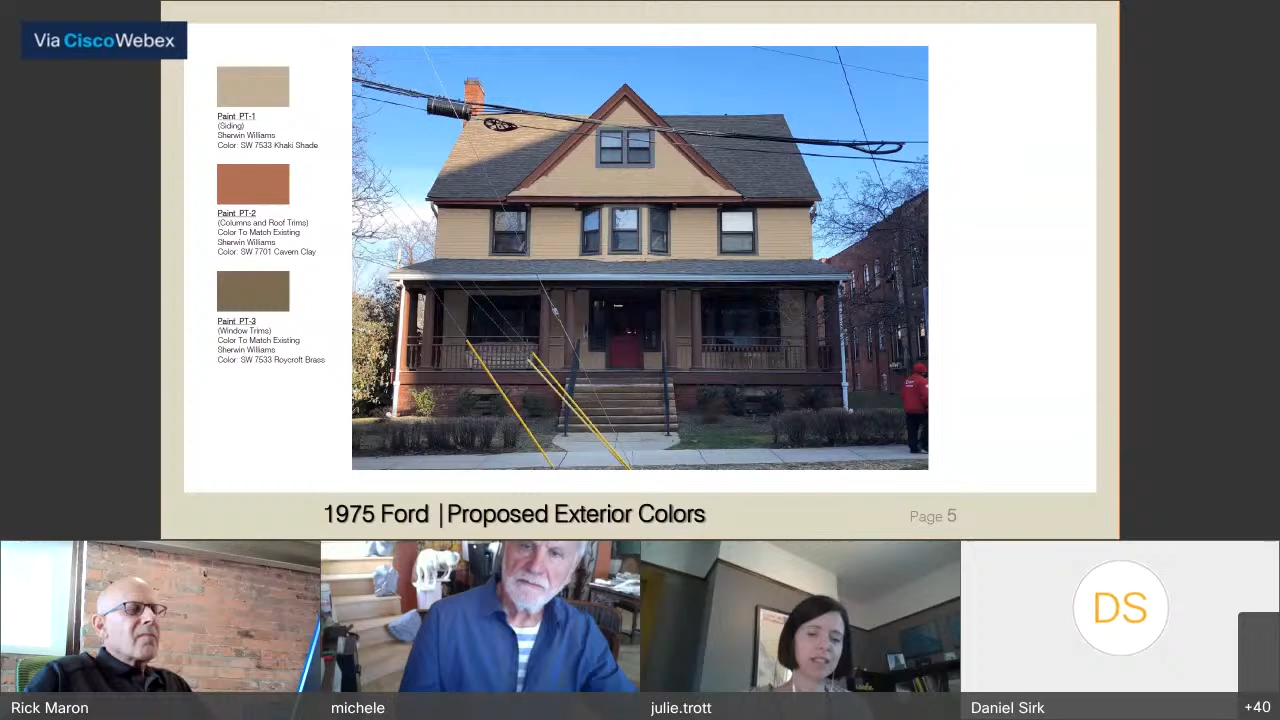 Via Cisco Webex
Paint PT-1
(Siding)
Sherwin Williams
Color: SW 7533 Khaki Shade
Paint PT-2
(Columns and Roof Trims)
Color To Match Existing
Sherwin Williams
Color: SW 7701 Cavern Clay
Paint PT-3
(Window Trims)
Color To Match Existing
Sherwin Williams
Color: SW 7533 Roycroft Brass
1975 Ford | Proposed Exterior Colors
Page 5
DS
Rick Maron
michele
julie.trott
Daniel Sirk
+40